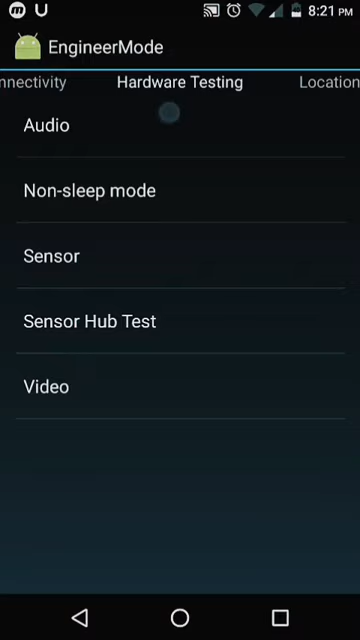 8:21 PM
EngineerMode
nnectivity Hardware Testing Location
Audio
Non-sleep mode
Sensor
Sensor Hub Test
Video